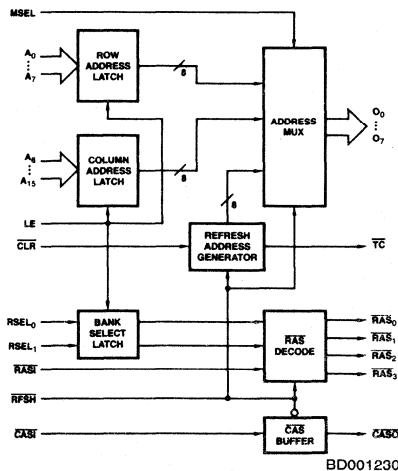 MSEL
A0
A7
ROW
ADDRESS
LATCH
8
ADDRESS
MUX
O0
O7
A8
A15
COLUMN
ADDRESS
LATCH
8
8
LE
CLR
REFRESH
ADDRESS
GENERATOR
TC
RSEL0
RSEL1
BANK
SELECT
LATCH
RAS
DECODE
RAS0
RAS1
RAS2
RAS3
RASI
RFSH
CASI
CAS
BUFFER
CASO
BD001230